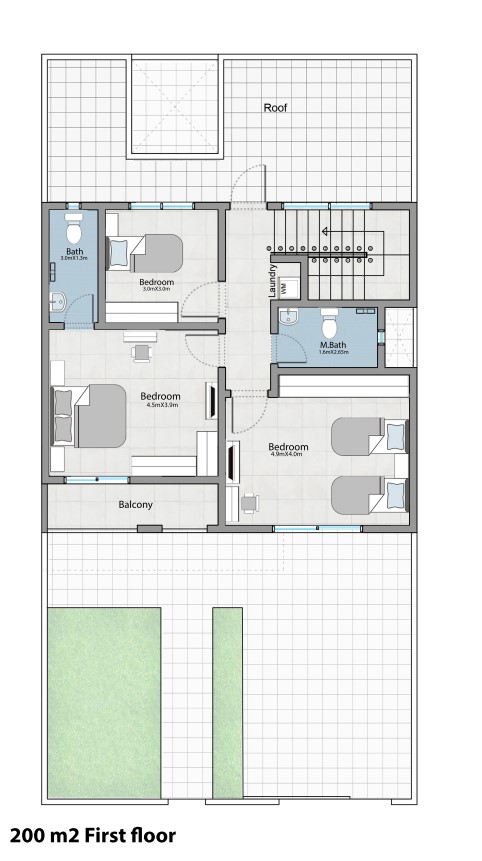 Roof
Bath
3.0mX1.3m
Bedroom
3.0mX3.0m
Laundry
WM
M.Bath
1.6mX2.65m
Bedroom
4.5mX3.9m
Bedroom
4.9mX4.0m
Balcony
200 m2 First floor